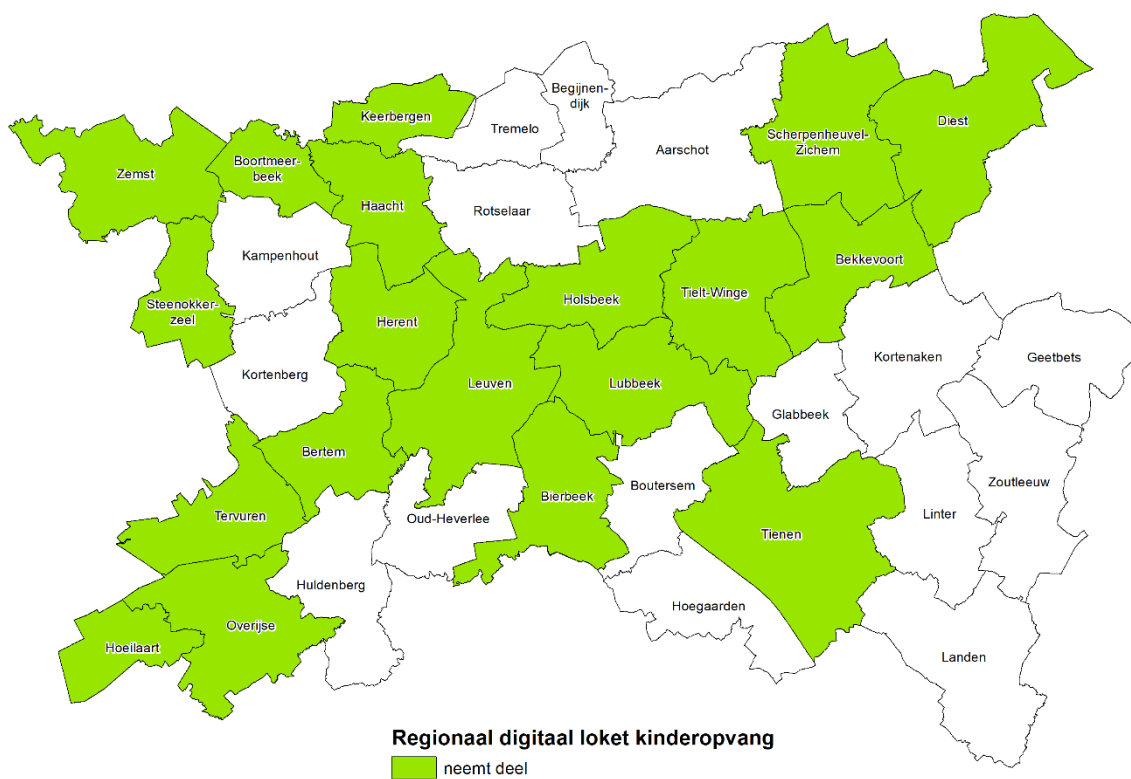 Begijnen-
dijk
Keerbergen
Tremelo
Diest
Scherpenheuvel-
Zichem
Aarschot
Boortmeer-
beek
Zemst
Haacht
Rotselaar
Kampenhout
Bekkevoort
Holsbeek
Tielt-Winge
Steenokker-
zeel
Herent
Kortenaken
Geetbets
Kortenberg
Leuven
Lubbeek
Glabbeek
Bertem
Zoutleeuw
Boutersem
Bierbeek
Linter
Tervuren
Oud-Heverlee
Tienen
Huldenberg
Hoegaarden
Overijse
Hoeilaart
Landen
Regionaal digitaal loket kinderopvang
neemt deel